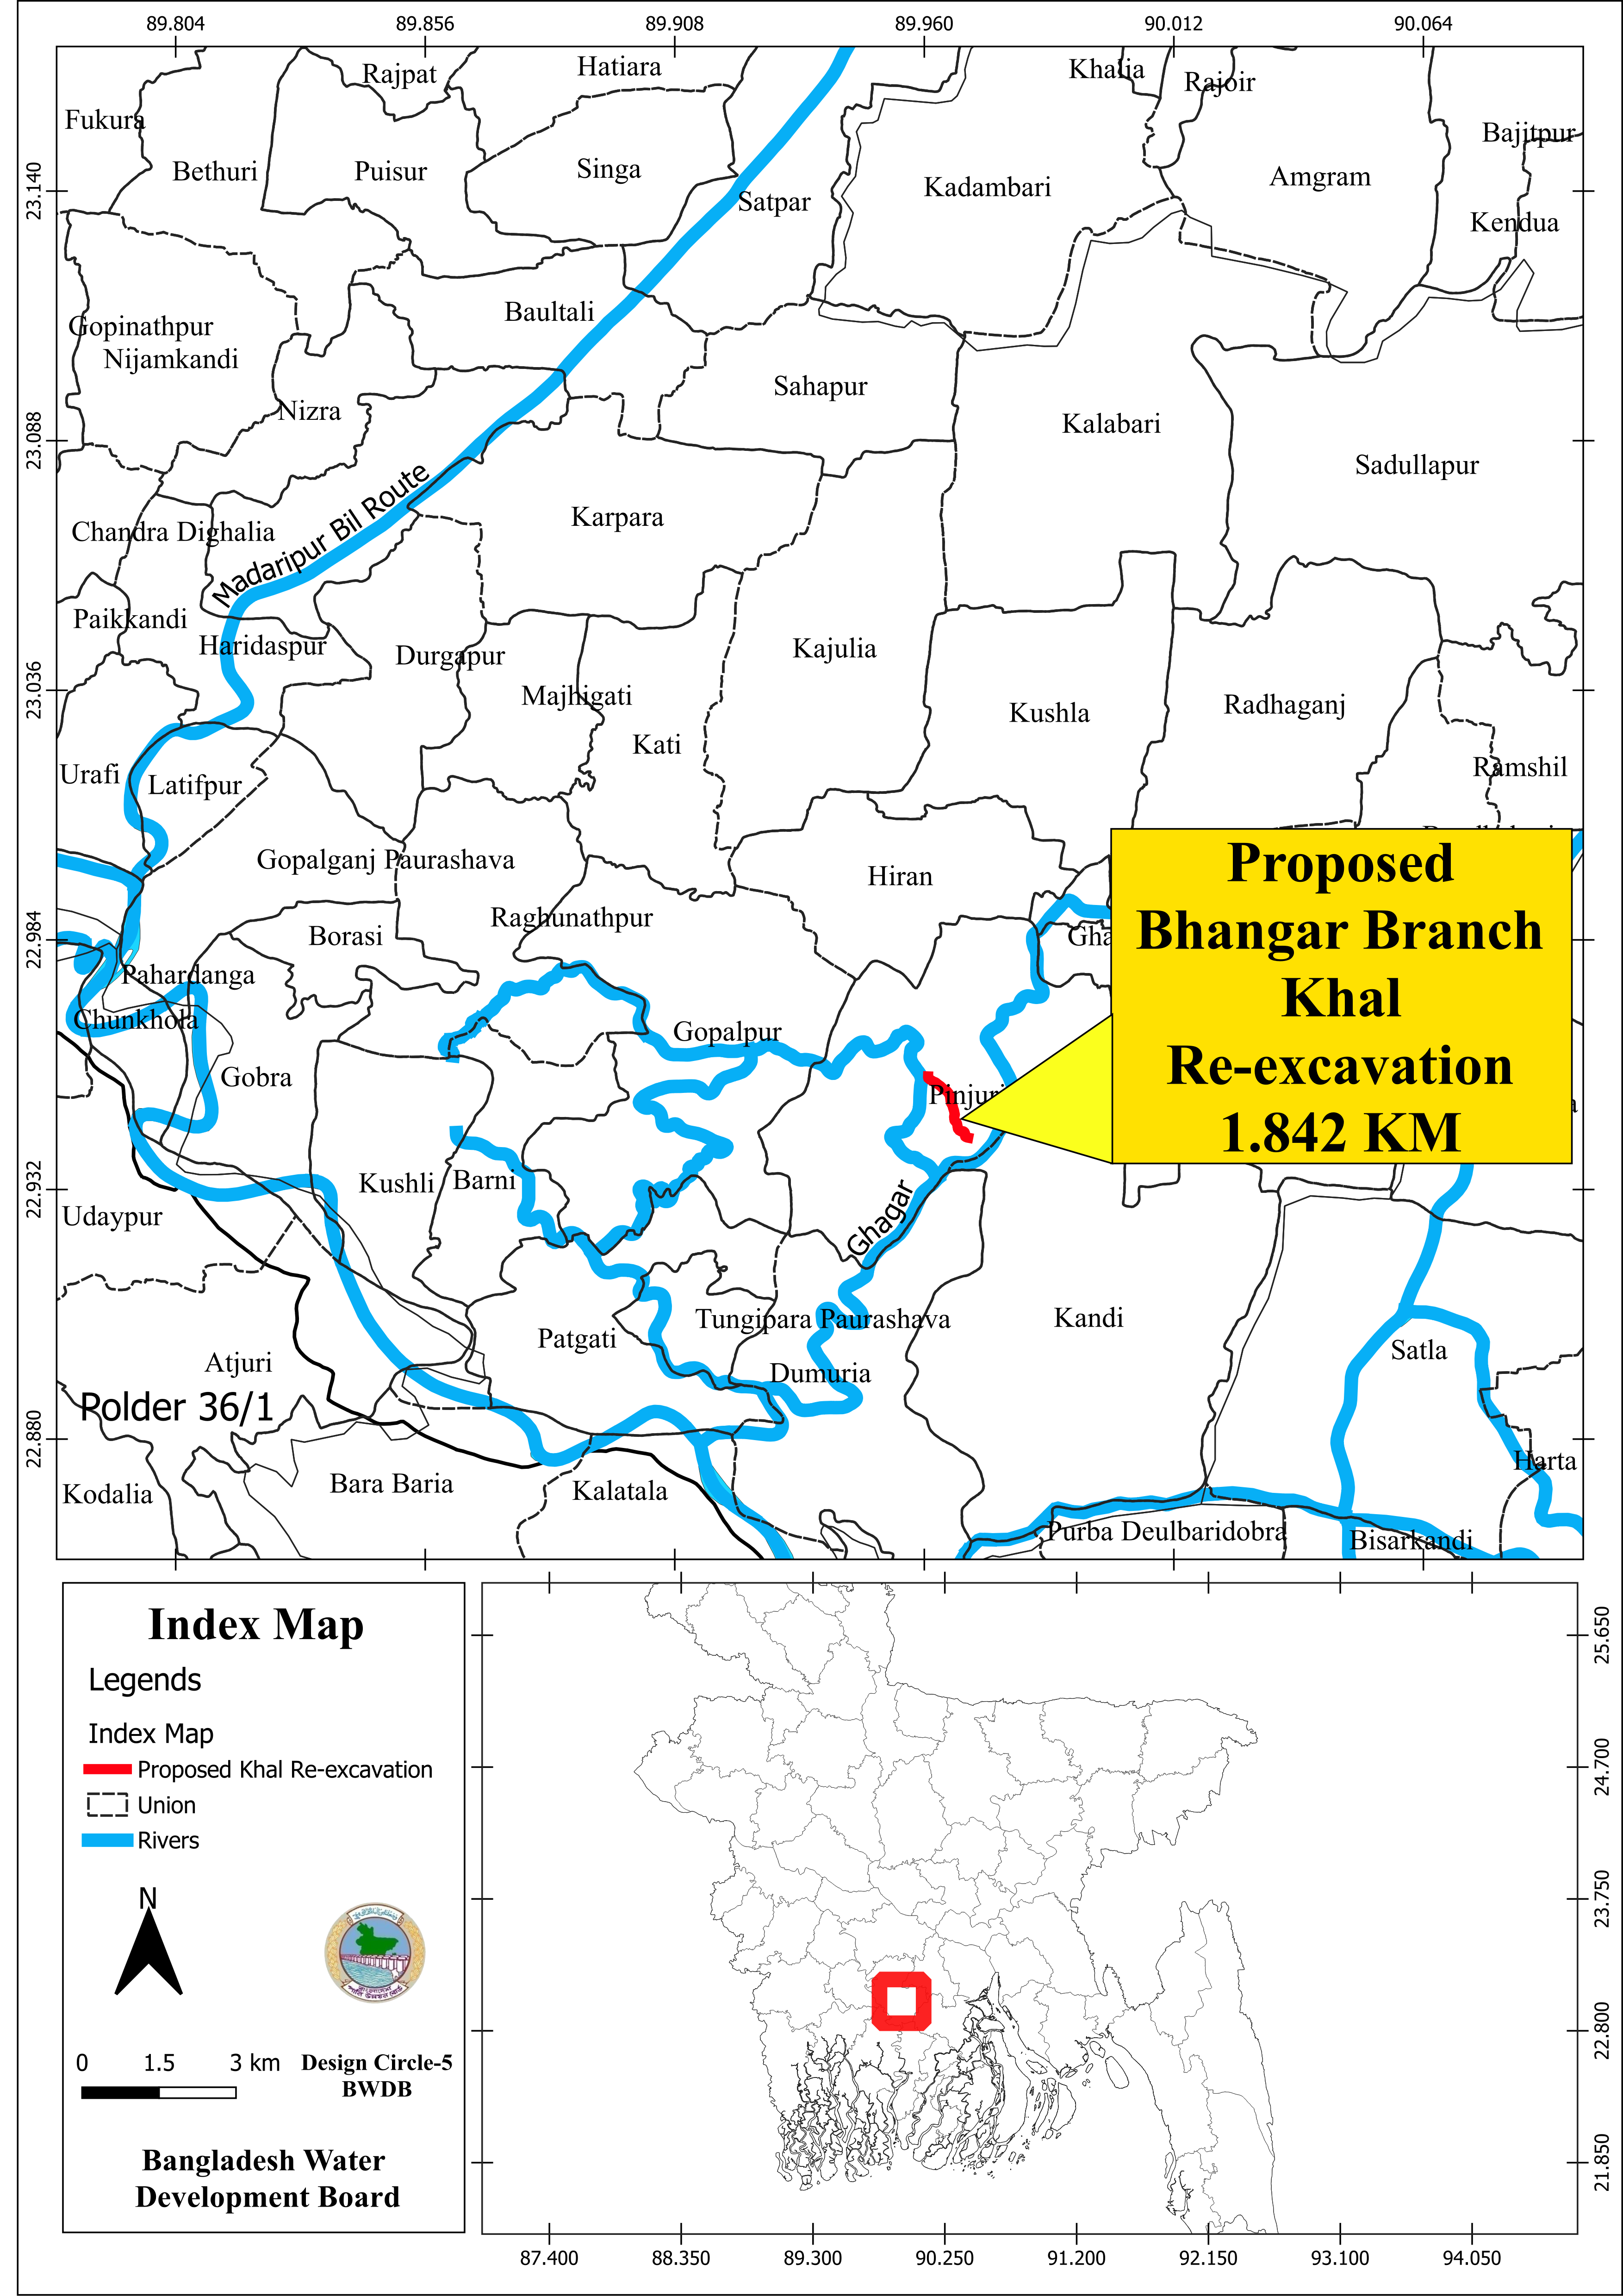 89.804 89.856 89.908 89.960 90.012 90.064
Rajpat
Hatiara
Khalia
Rajoir
Fukura
Bajitpur
Bethuri
Puisur
Singa
23.140
Satpar
Kadambari
Amgram
Kendua
Gopinathpur
Baultali
Nijamkandi
Sahapur
Nizra
Kalabari
23.088
Sadullapur
Madaripur Bil Route
Karpara
Chandra Dighalia
Paikkandi
Haridaspur
Durgapur
Kajulia
23.036
Majhigati
Kushla
Radhaganj
Kati
Urafi
Latifpur
Ramshil
Gopalganj Paurashava
Hiran
Raghunathpur
22.984
Borasi
Gha
Pahardanga
Chunkhola
Gopalpur
Gobra
Pinjuri
Proposed
Bhangar Branch
Khal
Re-excavation
1.842 KM
22.932
Kushli
Barni
Udaypur
Ghagar
Tungipara Paurashava
Kandi
Patgati
Satla
Atjuri
Dumuria
Polder 36/1
22.880
Harta
Kodalia
Bara Baria
Kalatala
Purba Deulbaridobra
Bisarkandi
Index Map
Legends
Index Map
Proposed Khal Re-excavation
Union
Rivers
N
0 1.5 3 km
Design Circle-5
BWDB
Bangladesh Water
Development Board
25.650
24.700
23.750
22.800
21.850
87.400 88.350 89.300 90.250 91.200 92.150 93.100 94.050